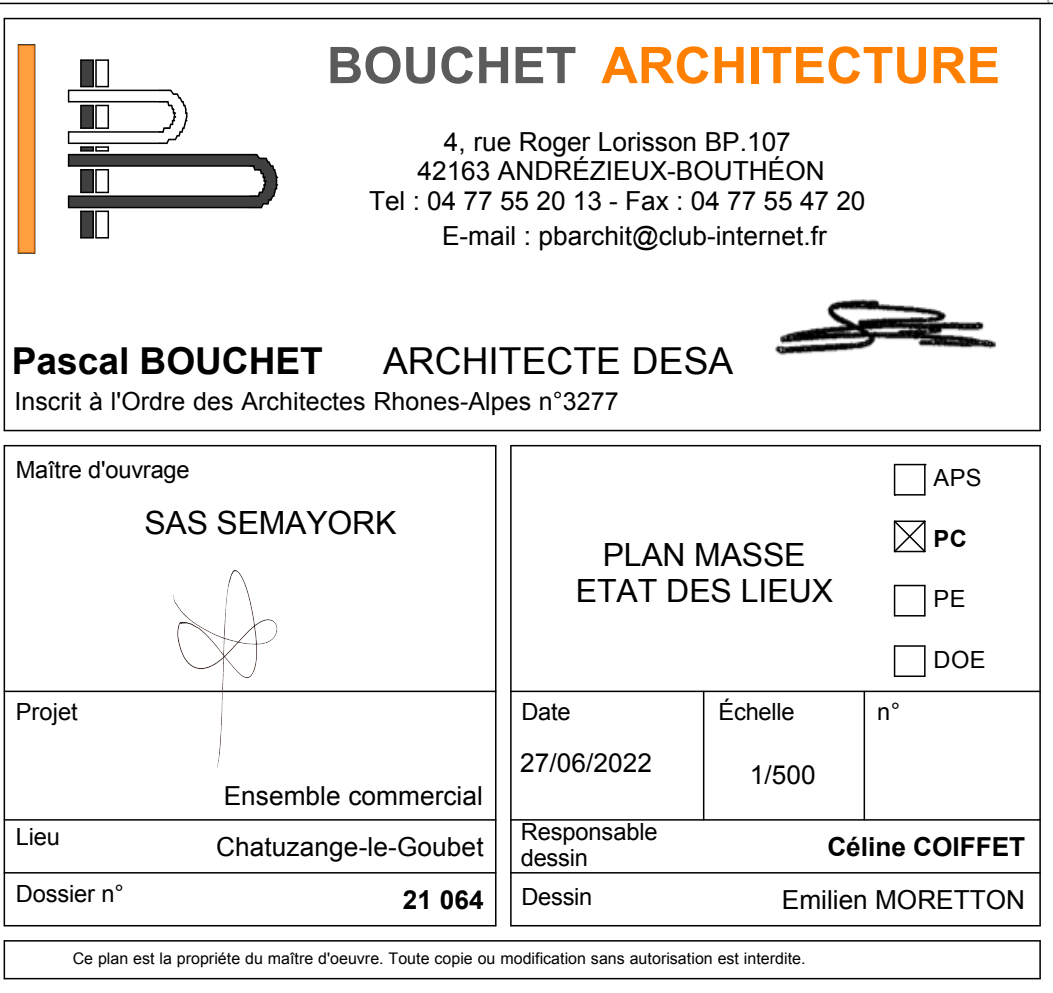 BOUCHET ARCHITECTURE
4, rue Roger Lorisson BP.107
42163 ANDRÉZIEUX-BOUTHÉON
Tel : 04 77 55 20 13 - Fax : 04 77 55 47 20
E-mail : pbarchit@club-internet.fr
Pascal BOUCHET ARCHITECTE DESA
Inscrit à l'Ordre des Architectes Rhones-Alpes n°3277
Maître d'ouvrage
SAS SEMAYORK
Projet
Ensemble commercial
Lieu
Chatuzange-le-Goubet
Dossier n°
21 064
PLAN MASSE
ETAT DES LIEUX
APS
PC
PE
DOE
Date
27/06/2022
Échelle
1/500
n°
Responsable
dessin
Céline COIFFET
Dessin
Emilien MORETTON
Ce plan est la propriéte du maître d'oeuvre. Toute copie ou modification sans autorisation est interdite.